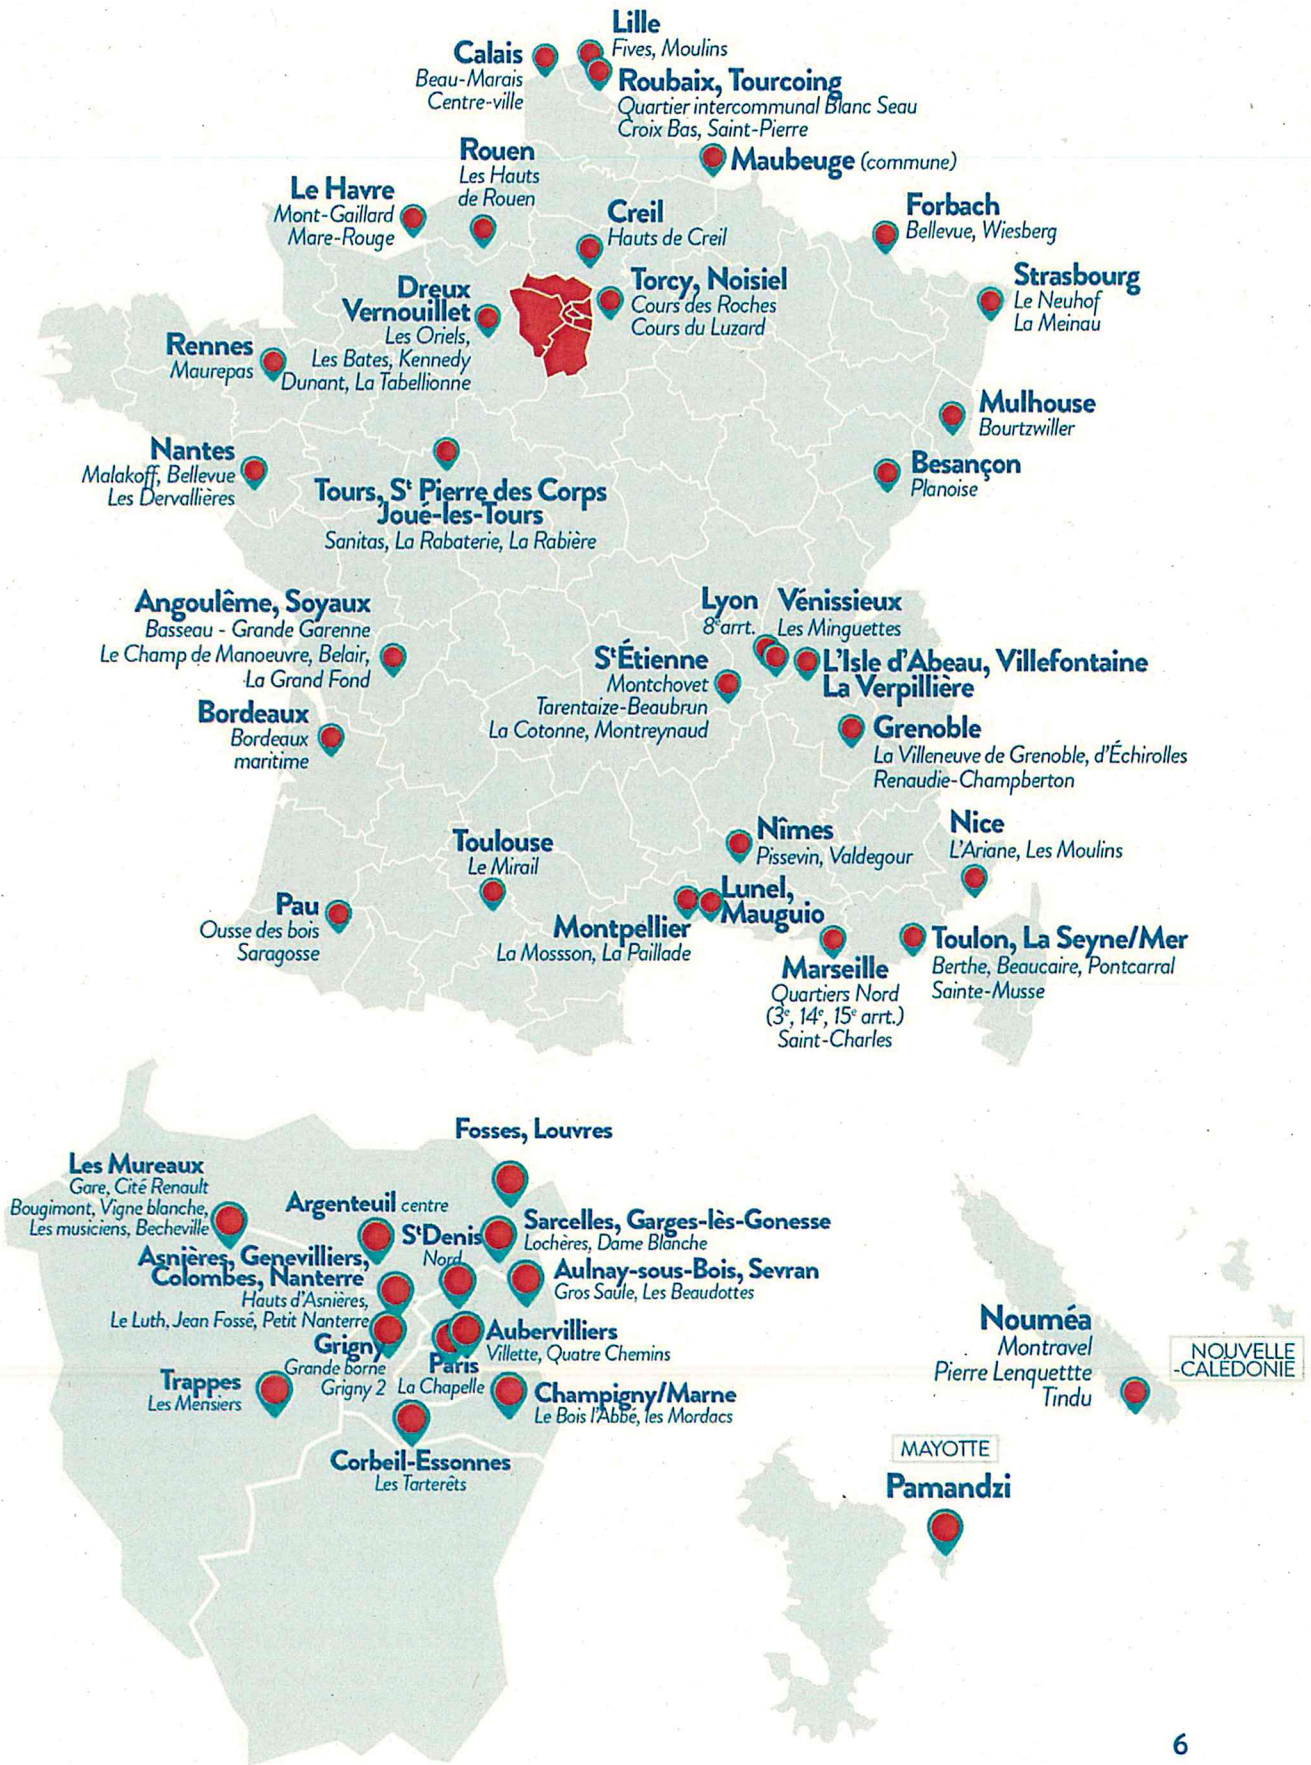 Lille
Fives, Moulins
Calais
Beau-Marais
Centre-ville
Roubaix, Tourcoing
Quartier intercommunal Blanc Seau
Croix Bas, Saint-Pierre
Maubeuge (commune)
Rouen
Les Hauts
de Rouen
Le Havre
Mont-Gaillard
Mare-Rouge
Creil
Hauts de Creil
Forbach
Bellevue, Wiesberg
Torcy, Noisiel
Cours des Roches
Cours du Luzard
Strasbourg
Le Neuhof
La Meinau
Dreux
Vernouillet
Les Oriels,
Les Bates, Kennedy
Dunant, La Tabellionne
Rennes
Maurepas
Mulhouse
Bourtzwiller
Nantes
Malakoff, Bellevue
Les Dervallières
Tours, St Pierre des Corps
Joué-les-Tours
Sanitas, La Rabaterie, La Rabière
Besançon
Planoise
Angoulême, Soyaux
Basseau - Grande Garenne
Le Champ de Manoeuvre, Belair,
La Grand Fond
Lyon
8e arrt.
Vénissieux
Les Minguettes
St Étienne
Montchovet
Tarentaize-Beaubrun
La Cotonne, Montreynaud
L'Isle d'Abeau, Villefontaine
La Verpillière
Bordeaux
Bordeaux
maritime
Grenoble
La Villeneuve de Grenoble, d'Échirolles
Renaudie-Champberton
Toulouse
Le Mirail
Nîmes
Pissevin, Valdegour
Nice
L'Ariane, Les Moulins
Pau
Ousse des bois
Saragosse
Lunel,
Mauguio
Montpellier
La Mossson, La Paillade
Marseille
Quartiers Nord
(3e, 14e, 15e arrt.)
Saint-Charles
Toulon, La Seyne/Mer
Berthe, Beaucaire, Pontcarral
Sainte-Musse
Fosses, Louvres
Les Mureaux
Gare, Cité Renault
Bougimont, Vigne blanche,
Les musiciens, Becheville
Argenteuil centre
St Denis
Nord
Sarcelles, Garges-lès-Gonesse
Lochères, Dame Blanche
Asnières, Genevilliers,
Colombes, Nanterre
Hauts d'Asnières,
Le Luth, Jean Fossé, Petit Nanterre
Aulnay-sous-Bois, Sevran
Gros Saule, Les Beaudottes
Grigny
Grande borne
Grigny 2
Paris
La Chapelle
Aubervilliers
Villette, Quatre Chemins
Trappes
Les Merisiers
Champigny/Marne
Le Bois l'Abbé, les Mordacs
Corbeil-Essonnes
Les Tarterêts
Nouméa
Montravel
Pierre Lenquettte
Tindu
NOUVELLE
-CALÉDONIE
MAYOTTE
Pamandzi
6